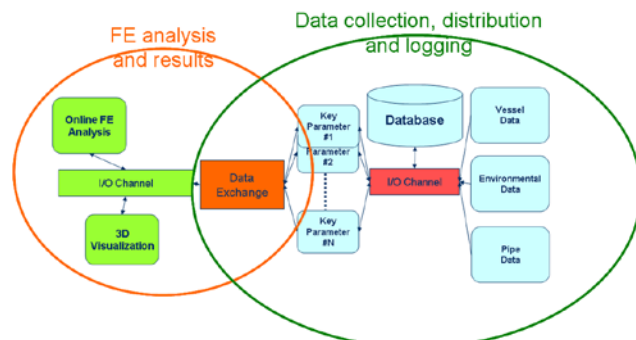 FE analysis
and results
Data collection, distribution
and logging
Online FE
Analysis
I/O Channel
3D
Visualization
Data
Exchange
Key
Parameter
#1
Parameter
#2
Key
Parameter
#N
Database
I/O Channel
Vessel
Data
Environmental
Data
Pipe
Data